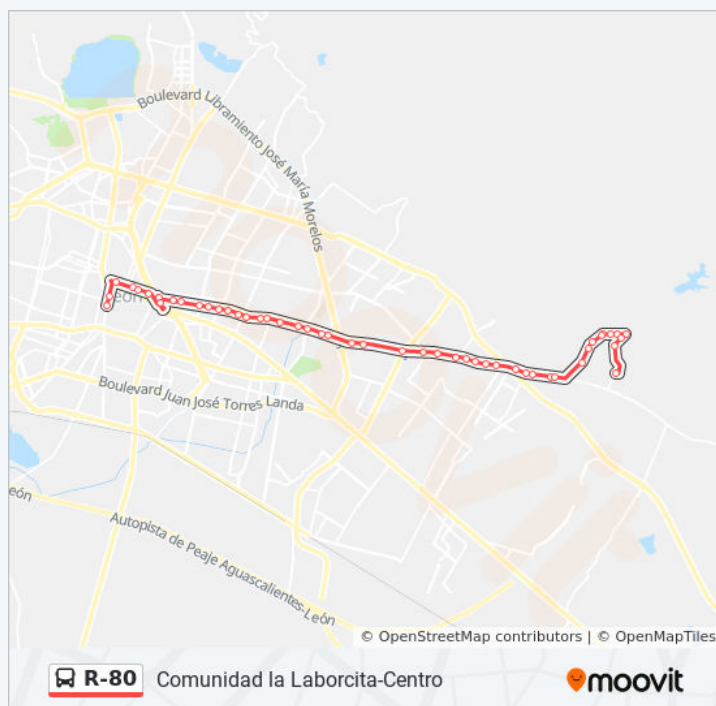 Boulevard Libramiento José María Morelos
León
Boulevard Juan José Torres Landa
eón
Autopista de Peaje Aguascalientes-León
© OpenStreetMap contributors | © OpenMapTiles
R-80 Comunidad la Laborcita-Centro
moovit